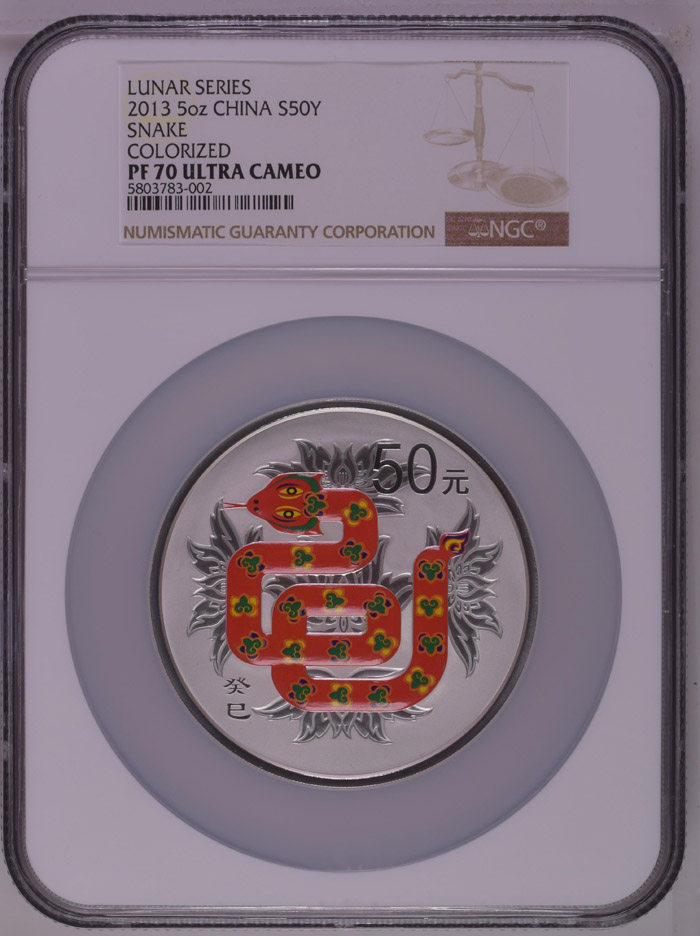 LUNAR SERIES
2013 5oz CHINA S50Y
SNAKE
COLORIZED
PF 70 ULTRA CAMEO
5803783-002
NUMISMATIC GUARANTY CORPORATION
NGC®
50元
癸
巳